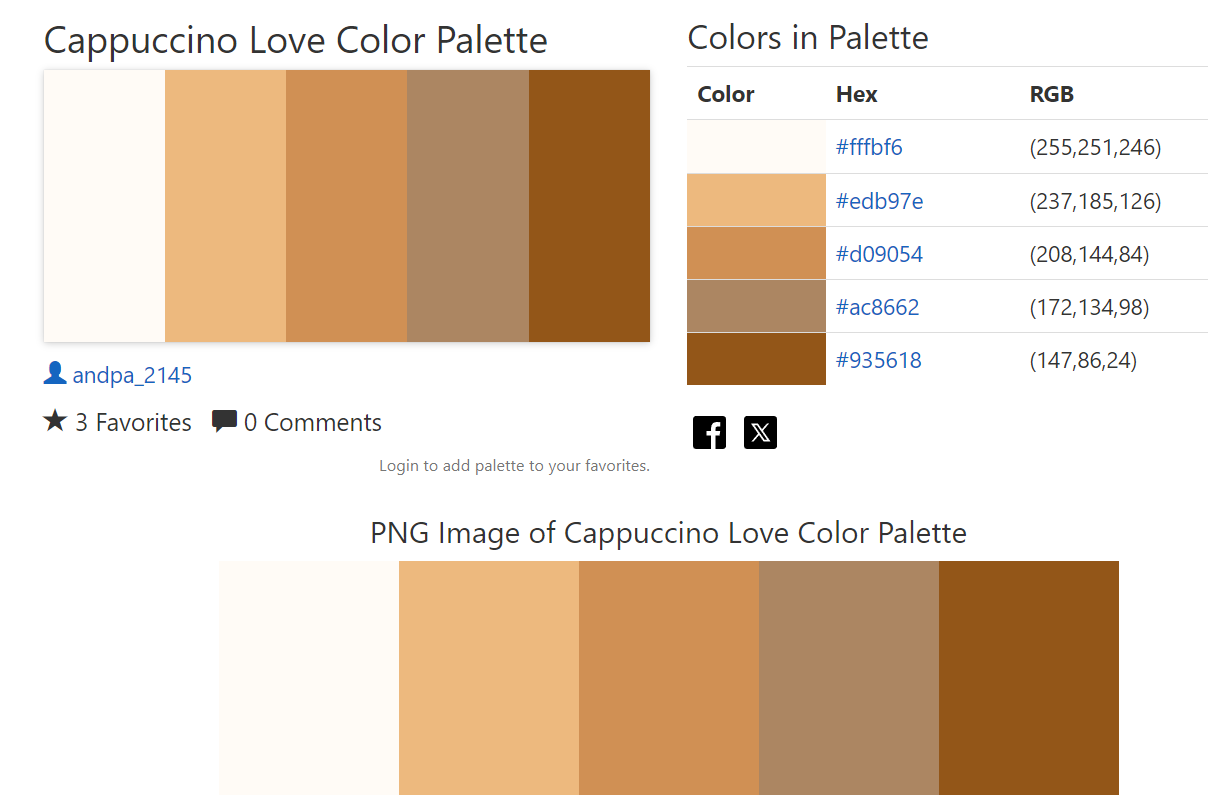 Cappuccino Love Color Palette
andpa_2145
3 Favorites 0 Comments
Login to add palette to your favorites.
Colors in Palette
Color Hex RGB
#fffbf6 (255,251,246)
#edb97e (237,185,126)
#d09054 (208,144,84)
#ac8662 (172,134,98)
#935618 (147,86,24)
PNG Image of Cappuccino Love Color Palette